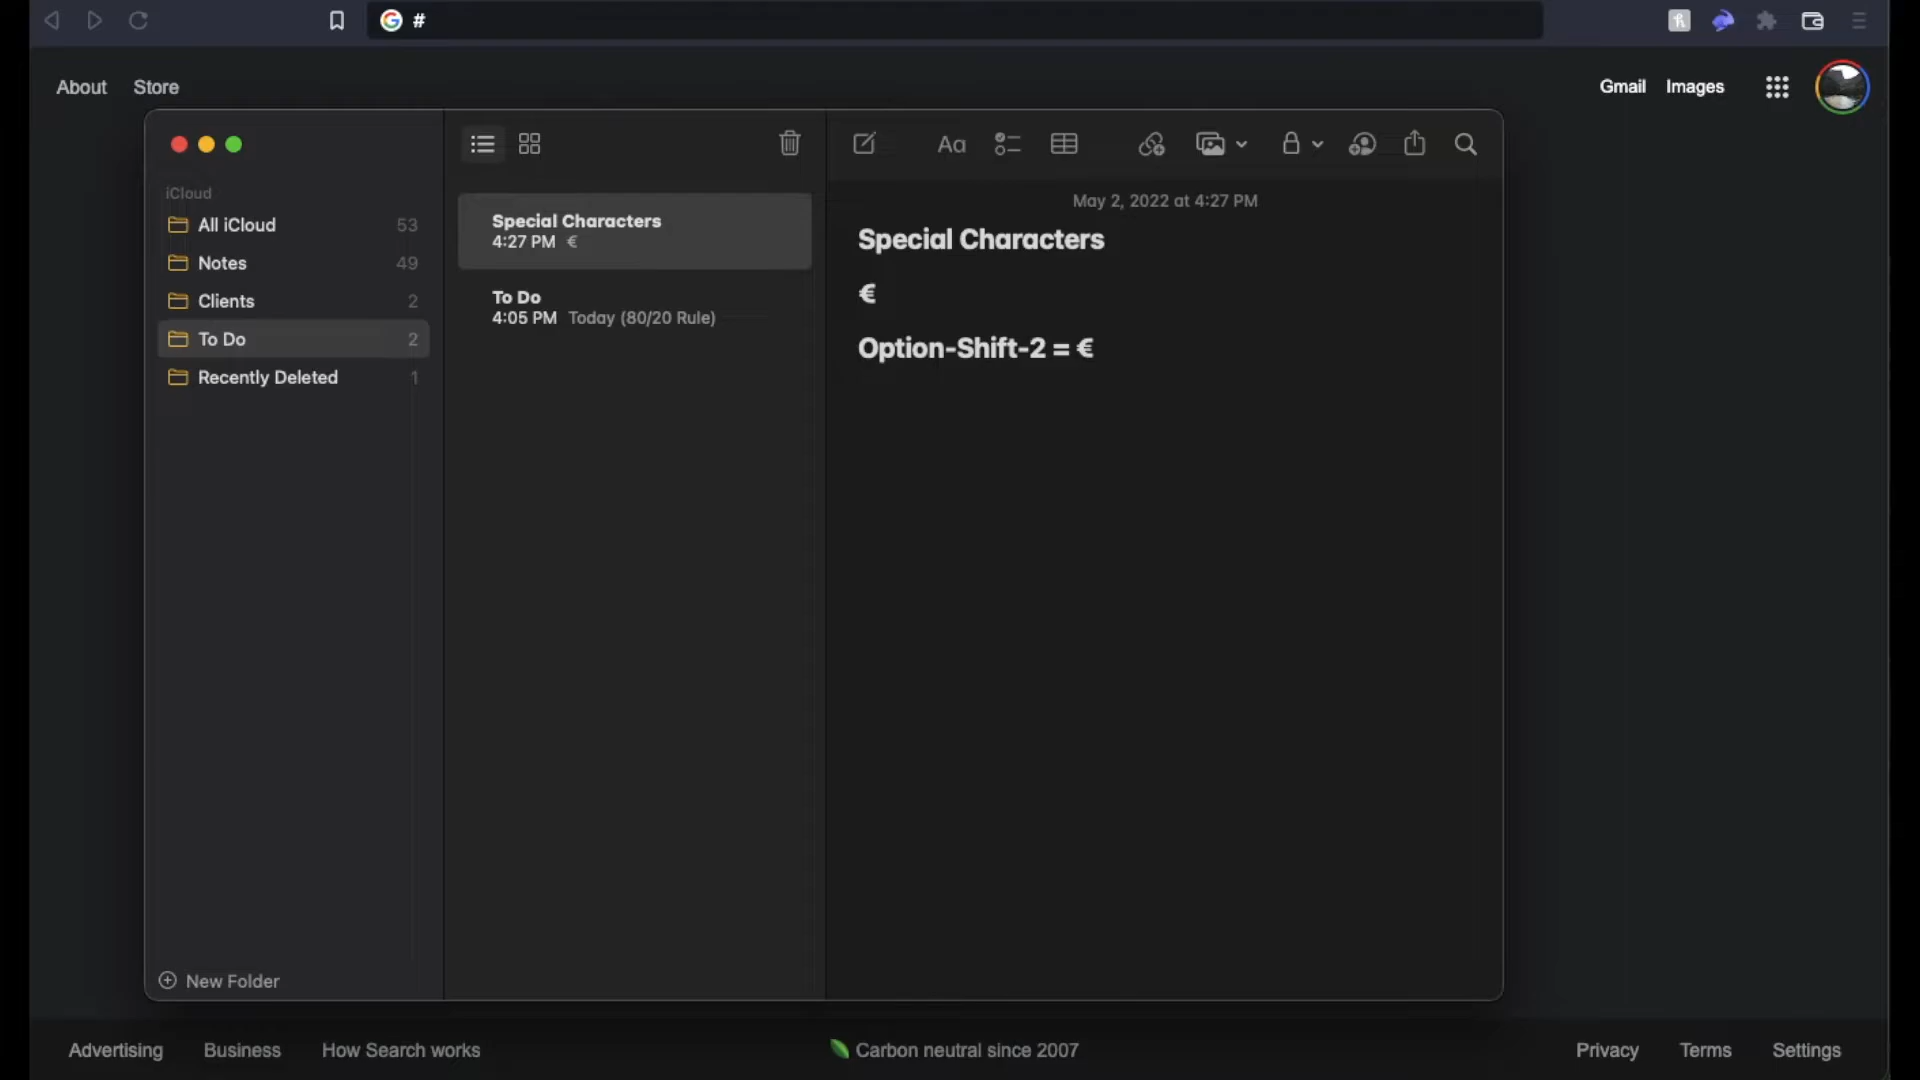 #
About Store
Gmail Images
iCloud
All iCloud 53
Notes 49
Clients 2
To Do 2
Recently Deleted 1
New Folder
Special Characters
4:27 PM €
To Do
4:05 PM Today (80/20 Rule)
Aa
May 2, 2022 at 4:27 PM
Special Characters
€
Option-Shift-2 = €
Advertising Business How Search works
Carbon neutral since 2007
Privacy Terms Settings